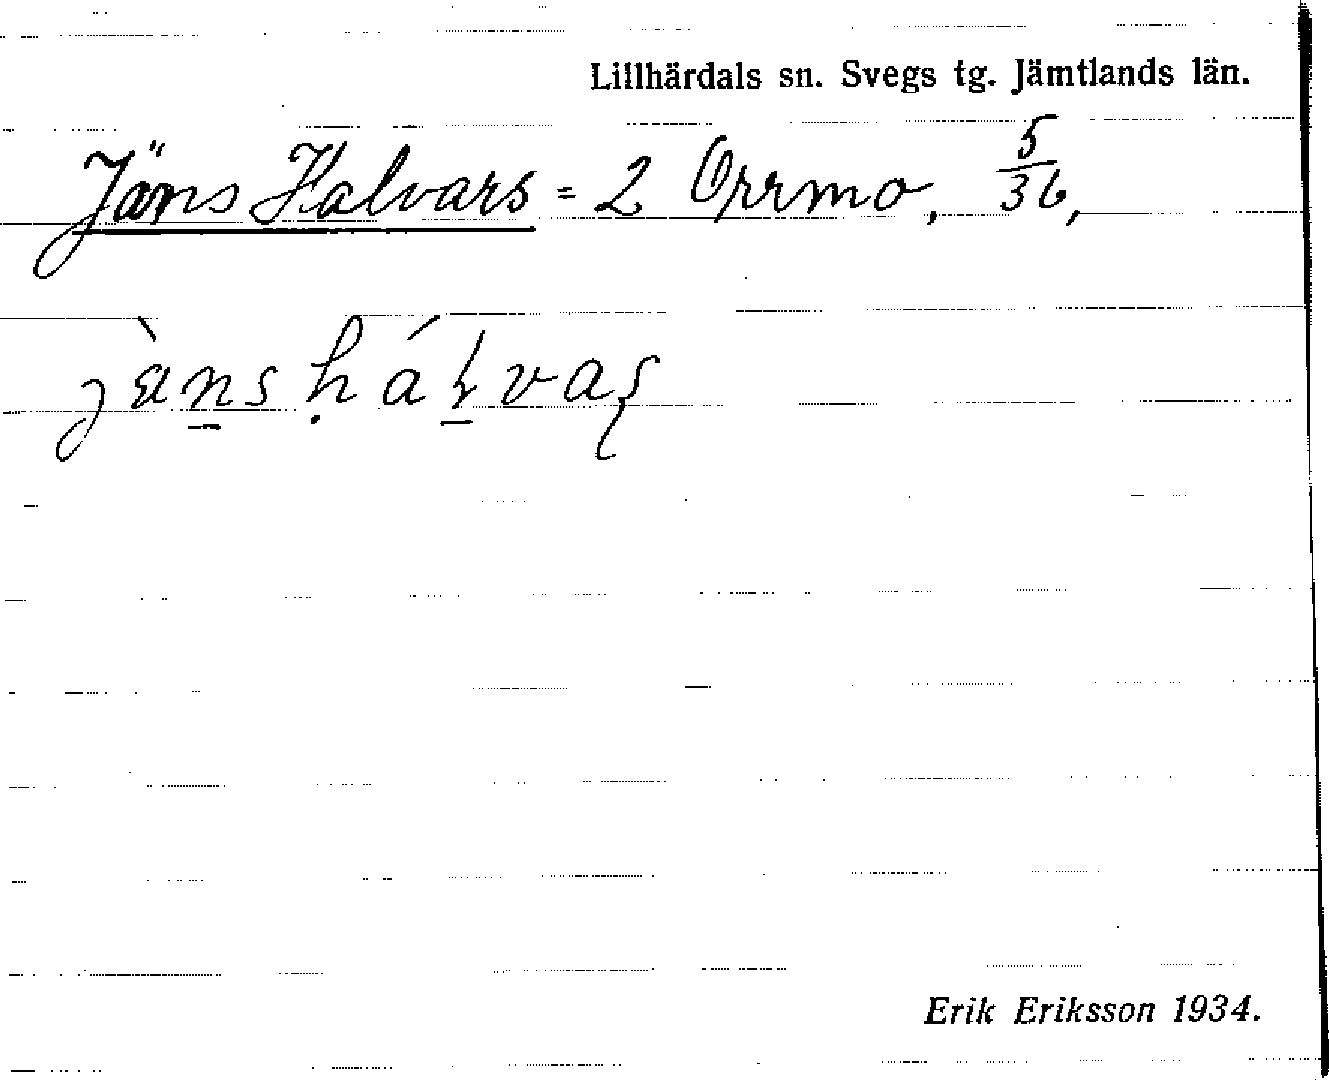 Lillhärdals sn. Svegs tg. Jämtlands län.
Jäns Halvars = 2 Orrmo, 5/36,
Erik Eriksson 1934.